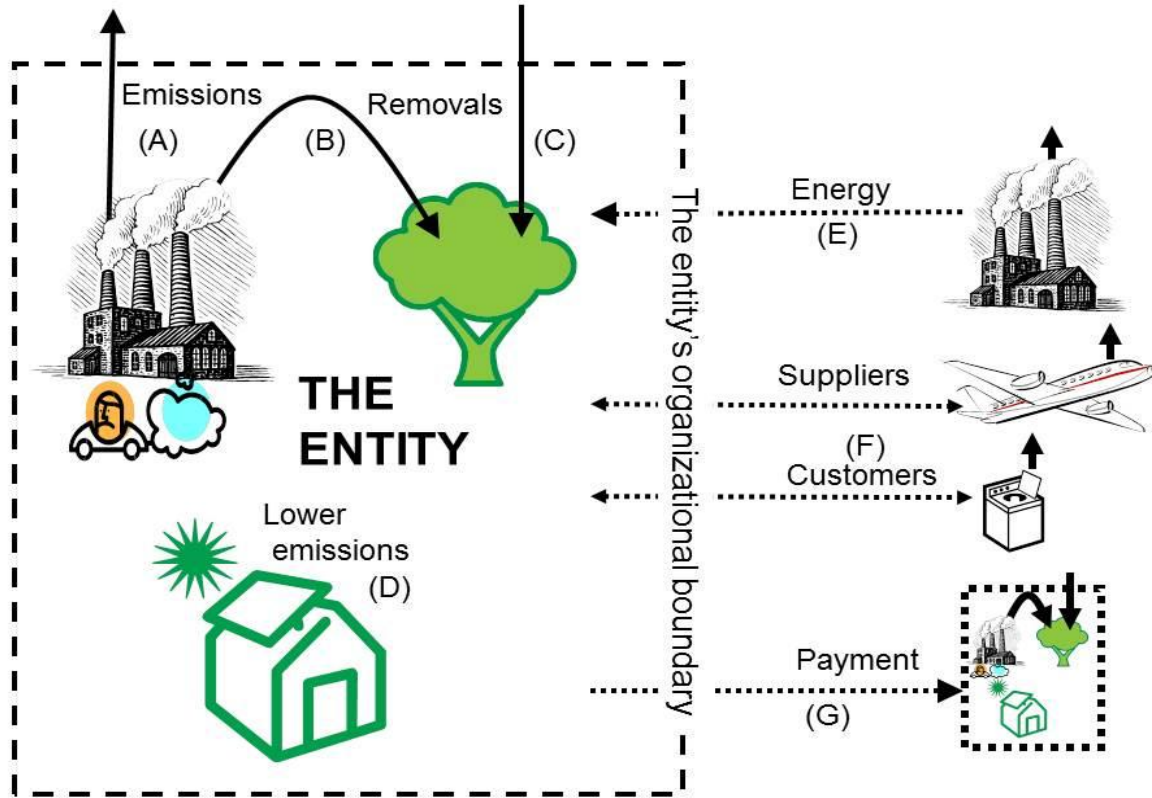 Emissions
(A)
(B)
Removals
(C)
THE
ENTITY
Lower
emissions
(D)
The entity’s organizational boundary
Energy
(E)
Suppliers
(F)
Customers
Payment
(G)